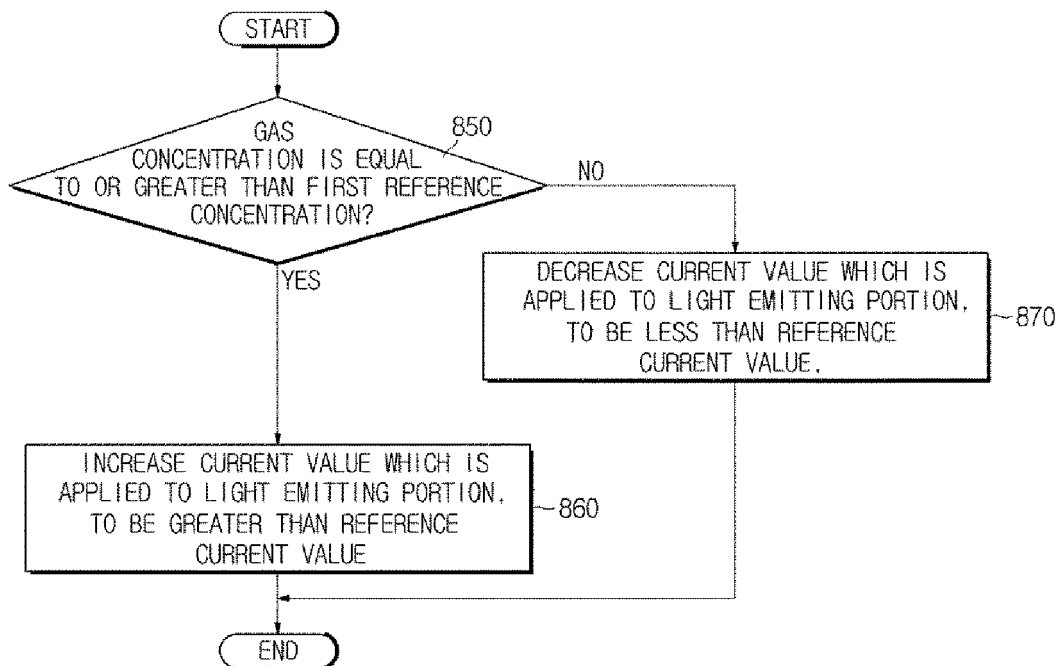 START
GAS
CONCENTRATION IS EQUAL
TO OR GREATER THAN FIRST REFERENCE
CONCENTRATION?
850
NO
YES
DECREASE CURRENT VALUE WHICH IS
APPLIED TO LIGHT EMITTING PORTION,
TO BE LESS THAN REFERENCE
CURRENT VALUE.
870
INCREASE CURRENT VALUE WHICH IS
APPLIED TO LIGHT EMITTING PORTION,
TO BE GREATER THAN REFERENCE
CURRENT VALUE
860
END